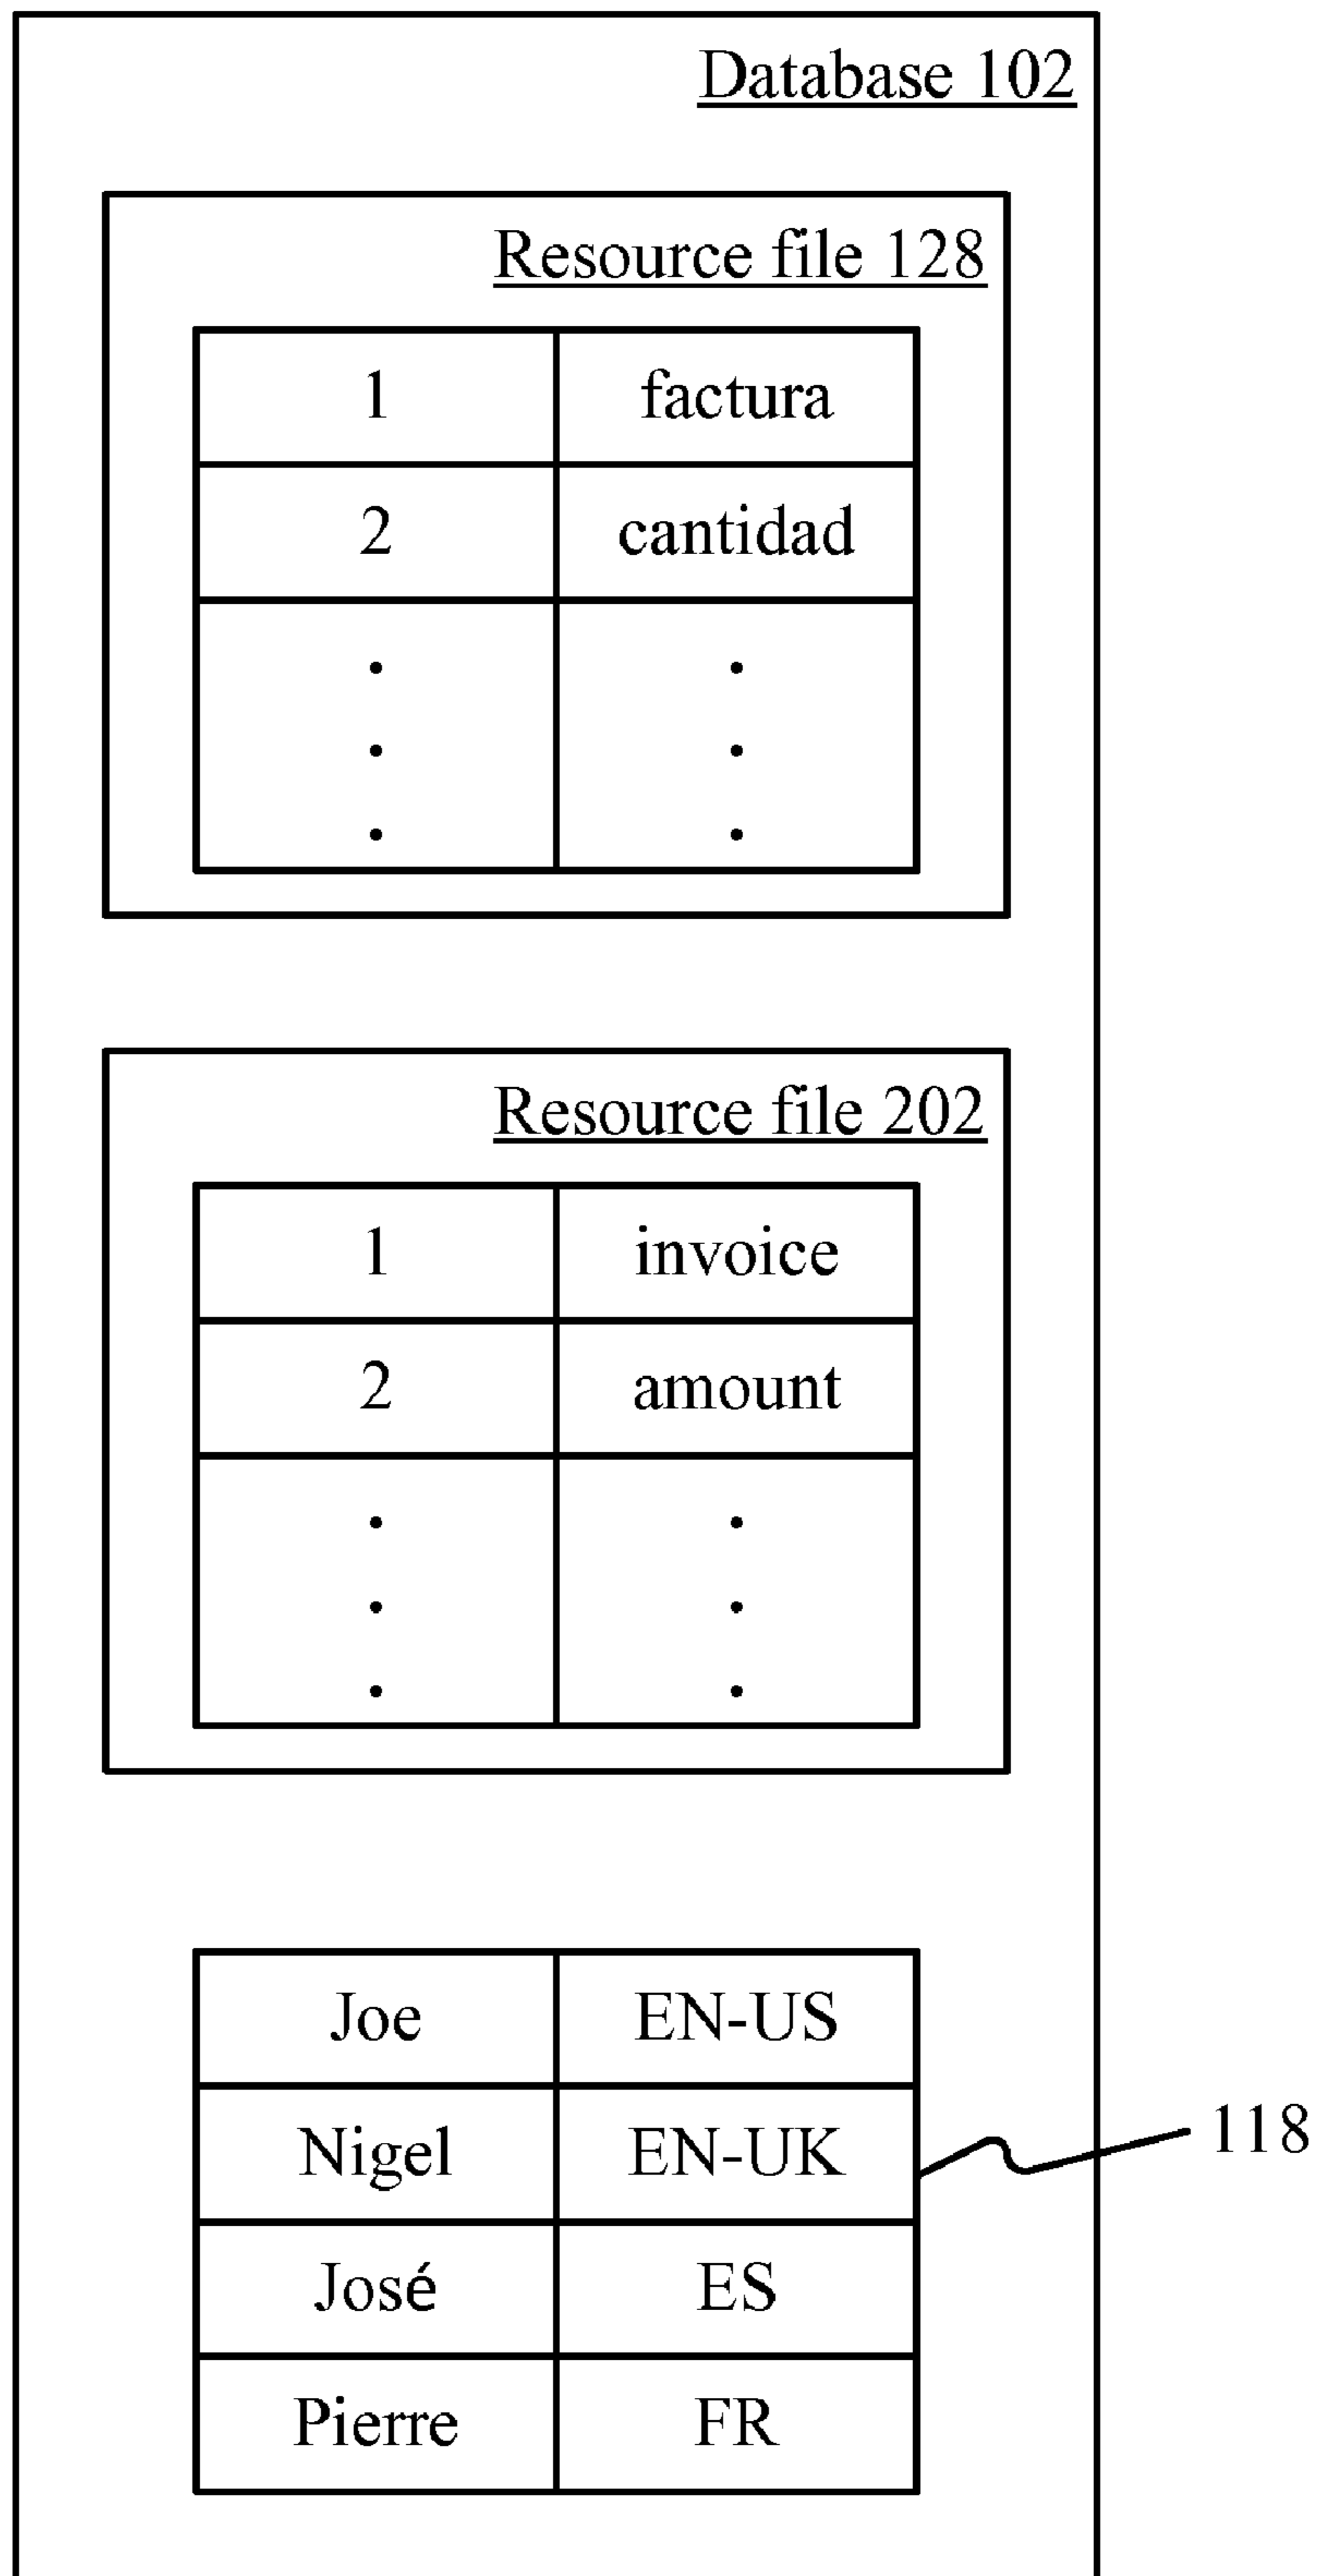 Database 102
Resource file 128
1 factura
2 cantidad
. .
. .
. .
Resource file 202
1 invoice
2 amount
. .
. .
. .
Joe EN-US
Nigel EN-UK
118
José ES
Pierre FR